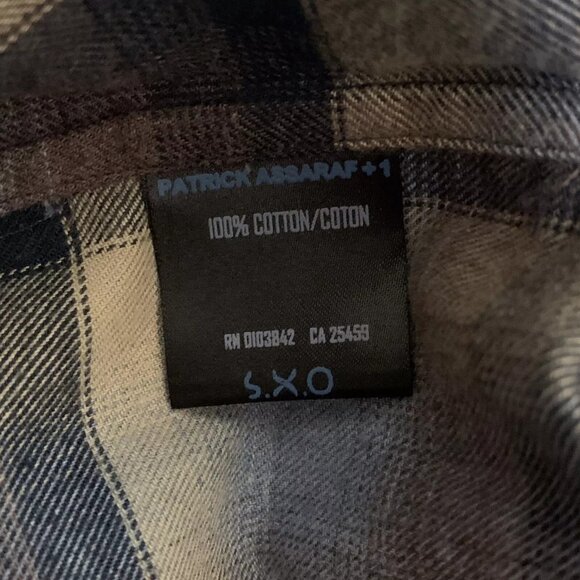 PATRICK ASSARAF + 1
100% COTTON/COTON
RN 0103842 CA 25459
S.X.O